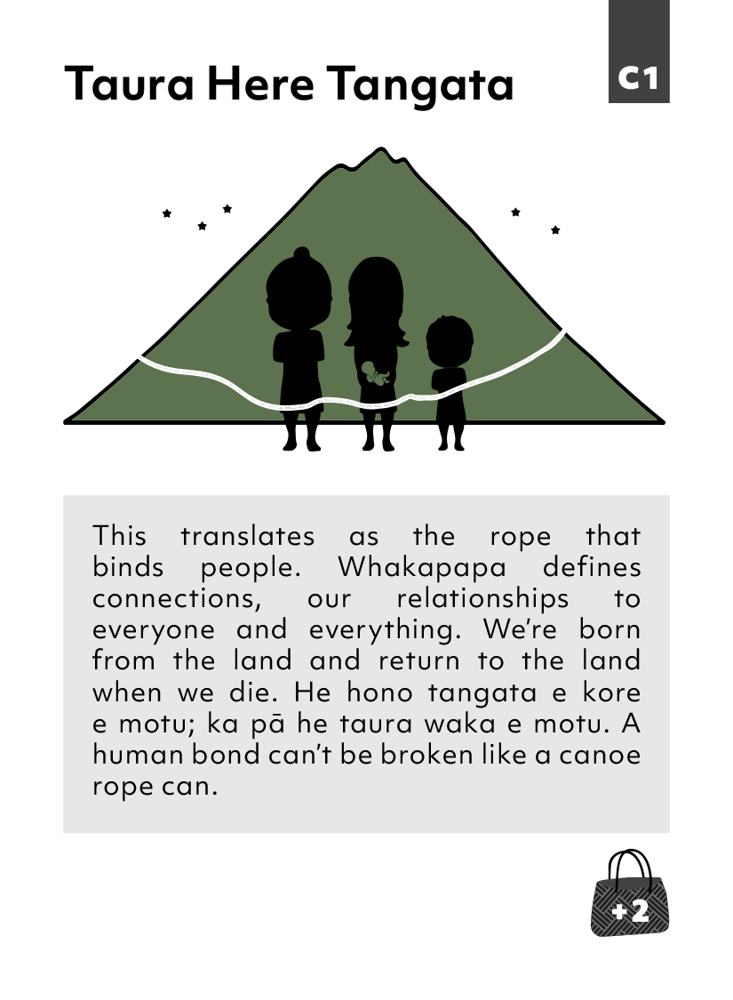 Taura Here Tangata
C1
This translates as the rope that
binds people. Whakapapa defines
connections, our relationships to
everyone and everything. We’re born
from the land and return to the land
when we die. He hono tangata e kore
e motu; ka pā he taura waka e motu. A
human bond can’t be broken like a canoe
rope can.
+2